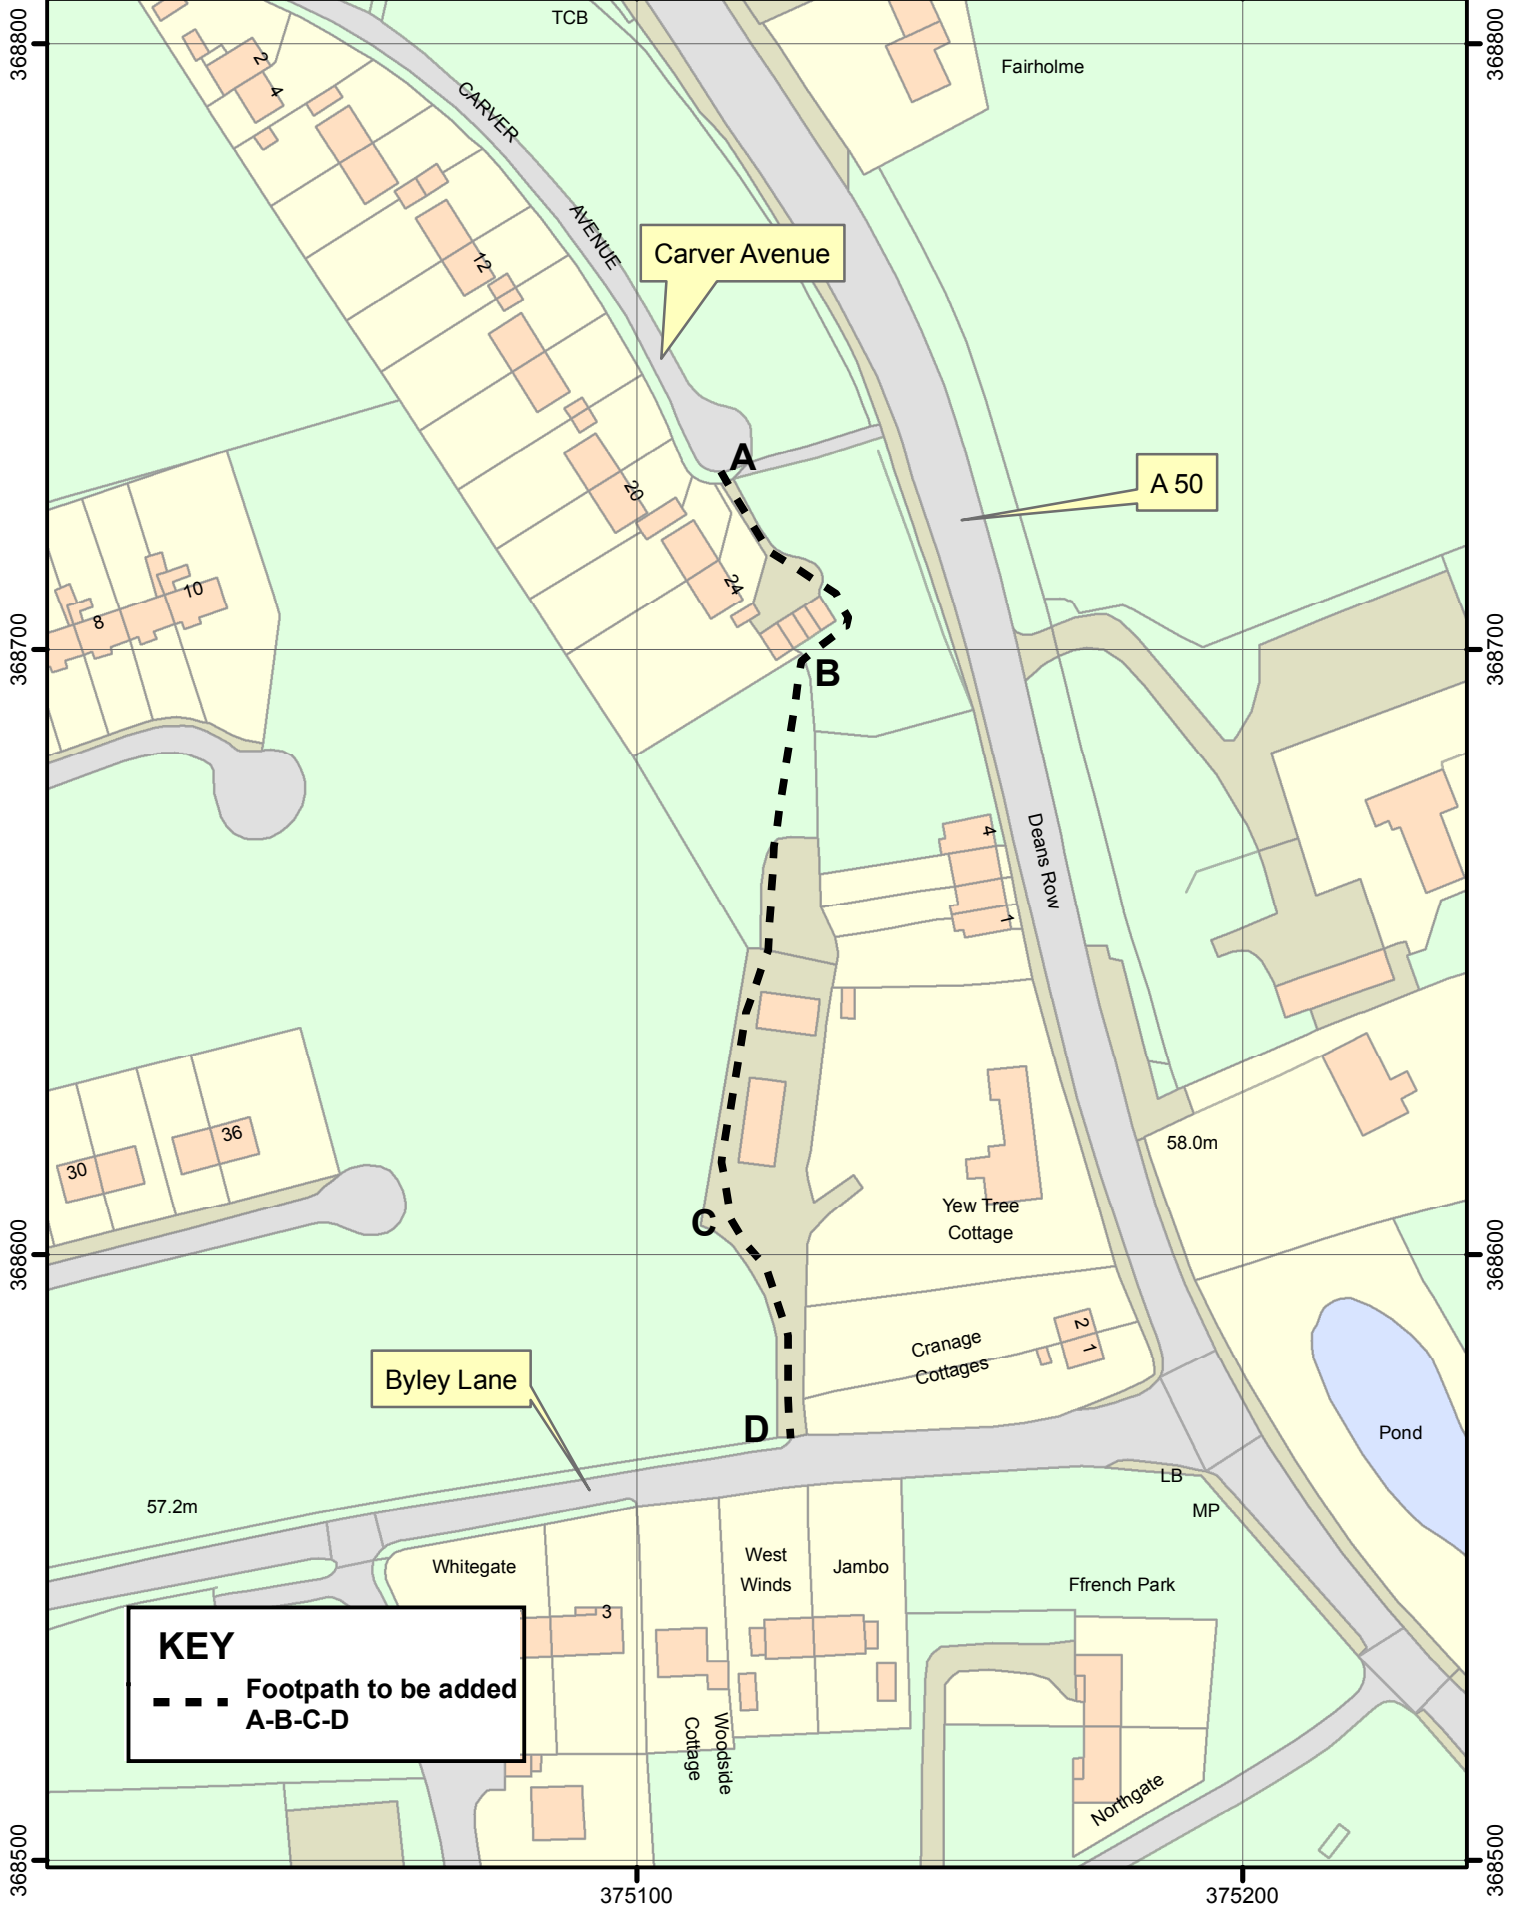 TCB
368800
368800
Fairholme
2
4
CARVER
AVENUE
12
Carver Avenue
A
A 50
20
24
10
8
368700
368700
B
4
Deans Row
1
58.0m
36
30
Yew Tree
Cottage
C
368600
368600
2
1
Cranage
Cottages
Byley Lane
D
Pond
LB
MP
57.2m
Whitegate
West
Winds
Jambo
Ffrench Park
3
KEY
Footpath to be added
A-B-C-D
Woodside
Cottage
Northgate
368500
368500
375100
375200